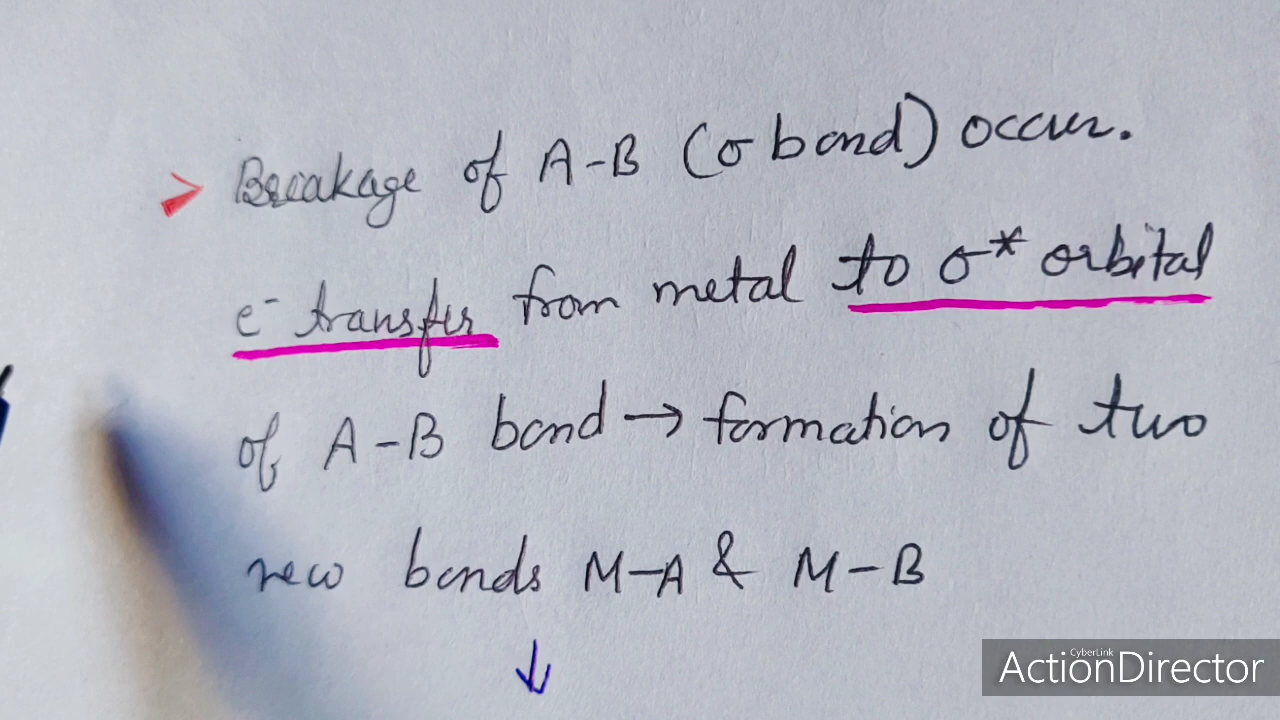 > Breakage of A-B (σ bond) occur.
e⁻ transfer from metal to σ* orbital
of A-B bond → formation of two
new bonds M-A & M-B
↓
CyberLink
ActionDirector